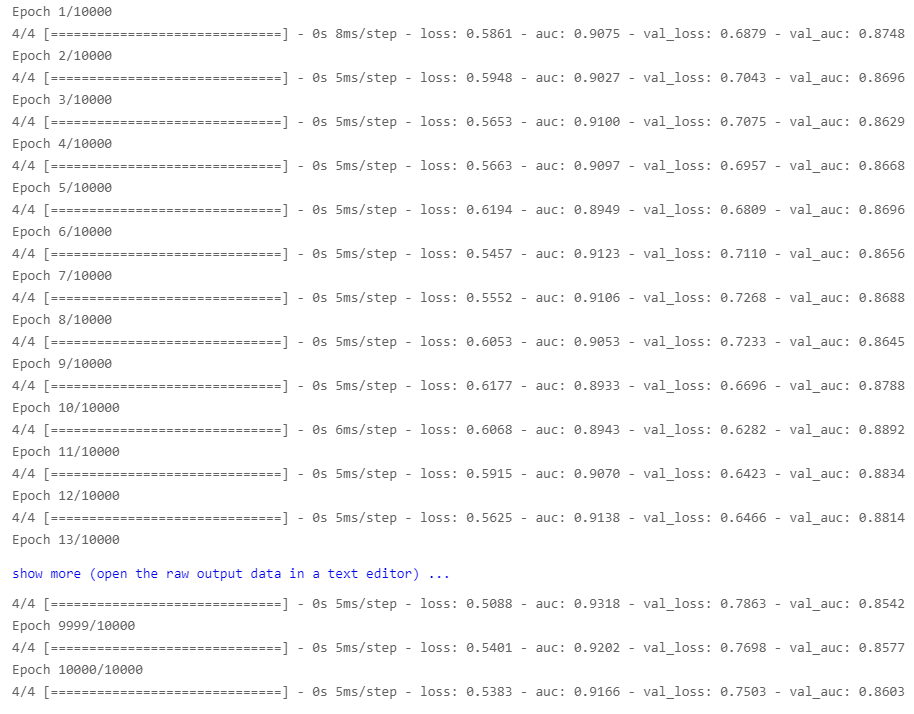 Epoch 1/10000
4/4 [==============================] - 0s 8ms/step - loss: 0.5861 - auc: 0.9075 - val_loss: 0.6879 - val_auc: 0.8748
Epoch 2/10000
4/4 [==============================] - 0s 5ms/step - loss: 0.5948 - auc: 0.9027 - val_loss: 0.7043 - val_auc: 0.8696
Epoch 3/10000
4/4 [==============================] - 0s 5ms/step - loss: 0.5653 - auc: 0.9100 - val_loss: 0.7075 - val_auc: 0.8629
Epoch 4/10000
4/4 [==============================] - 0s 5ms/step - loss: 0.5663 - auc: 0.9097 - val_loss: 0.6957 - val_auc: 0.8668
Epoch 5/10000
4/4 [==============================] - 0s 5ms/step - loss: 0.6194 - auc: 0.8949 - val_loss: 0.6809 - val_auc: 0.8696
Epoch 6/10000
4/4 [==============================] - 0s 5ms/step - loss: 0.5457 - auc: 0.9123 - val_loss: 0.7110 - val_auc: 0.8656
Epoch 7/10000
4/4 [==============================] - 0s 5ms/step - loss: 0.5552 - auc: 0.9106 - val_loss: 0.7268 - val_auc: 0.8688
Epoch 8/10000
4/4 [==============================] - 0s 5ms/step - loss: 0.6053 - auc: 0.9053 - val_loss: 0.7233 - val_auc: 0.8645
Epoch 9/10000
4/4 [==============================] - 0s 5ms/step - loss: 0.6177 - auc: 0.8933 - val_loss: 0.6696 - val_auc: 0.8788
Epoch 10/10000
4/4 [==============================] - 0s 6ms/step - loss: 0.6068 - auc: 0.8943 - val_loss: 0.6282 - val_auc: 0.8892
Epoch 11/10000
4/4 [==============================] - 0s 5ms/step - loss: 0.5915 - auc: 0.9070 - val_loss: 0.6423 - val_auc: 0.8834
Epoch 12/10000
4/4 [==============================] - 0s 5ms/step - loss: 0.5625 - auc: 0.9138 - val_loss: 0.6466 - val_auc: 0.8814
Epoch 13/10000
show more (open the raw output data in a text editor) ...
4/4 [==============================] - 0s 5ms/step - loss: 0.5088 - auc: 0.9318 - val_loss: 0.7863 - val_auc: 0.8542
Epoch 9999/10000
4/4 [==============================] - 0s 5ms/step - loss: 0.5401 - auc: 0.9202 - val_loss: 0.7698 - val_auc: 0.8577
Epoch 10000/10000
4/4 [==============================] - 0s 5ms/step - loss: 0.5383 - auc: 0.9166 - val_loss: 0.7503 - val_auc: 0.8603